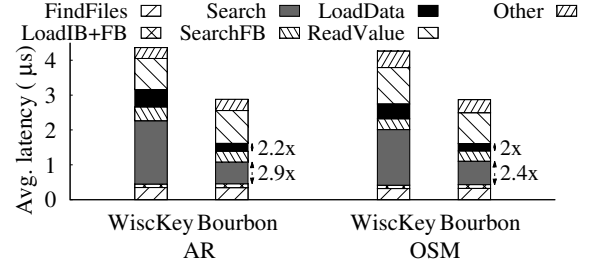 FindFiles Search LoadData Other
LoadIB+FB SearchFB ReadValue
Avg. latency ( μs)
4
3
2
1
0
2.2x
2.9x
2x
2.4x
WiscKey Bourbon WiscKey Bourbon
AR OSM